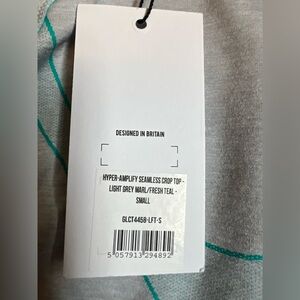 DESIGNED IN BRITAIN
HYPER-AMPLIFY SEAMLESS CROP TOP -
LIGHT GREY MARL/FRESH TEAL -
SMALL
GLCT4458-LFT-S
5 057913 294892